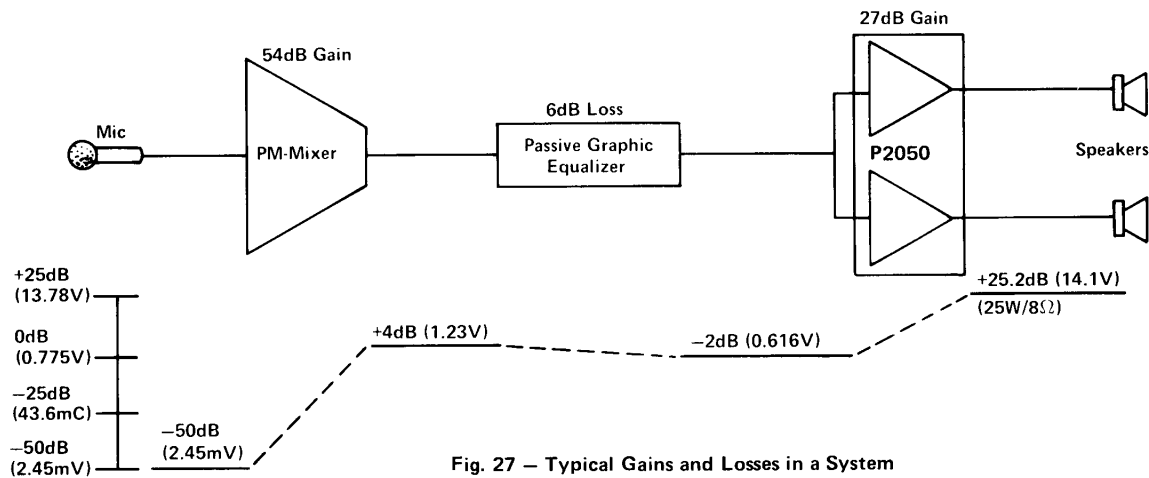 54dB Gain
27dB Gain
Mic
PM-Mixer
6dB Loss
Passive Graphic
Equalizer
P2050
Speakers
+25dB
(13.78V)
0dB
(0.775V)
−25dB
(43.6mC)
−50dB
(2.45mV)
−50dB
(2.45mV)
+4dB (1.23V)
−2dB (0.616V)
+25.2dB (14.1V)
(25W/8Ω)
Fig. 27 − Typical Gains and Losses in a System